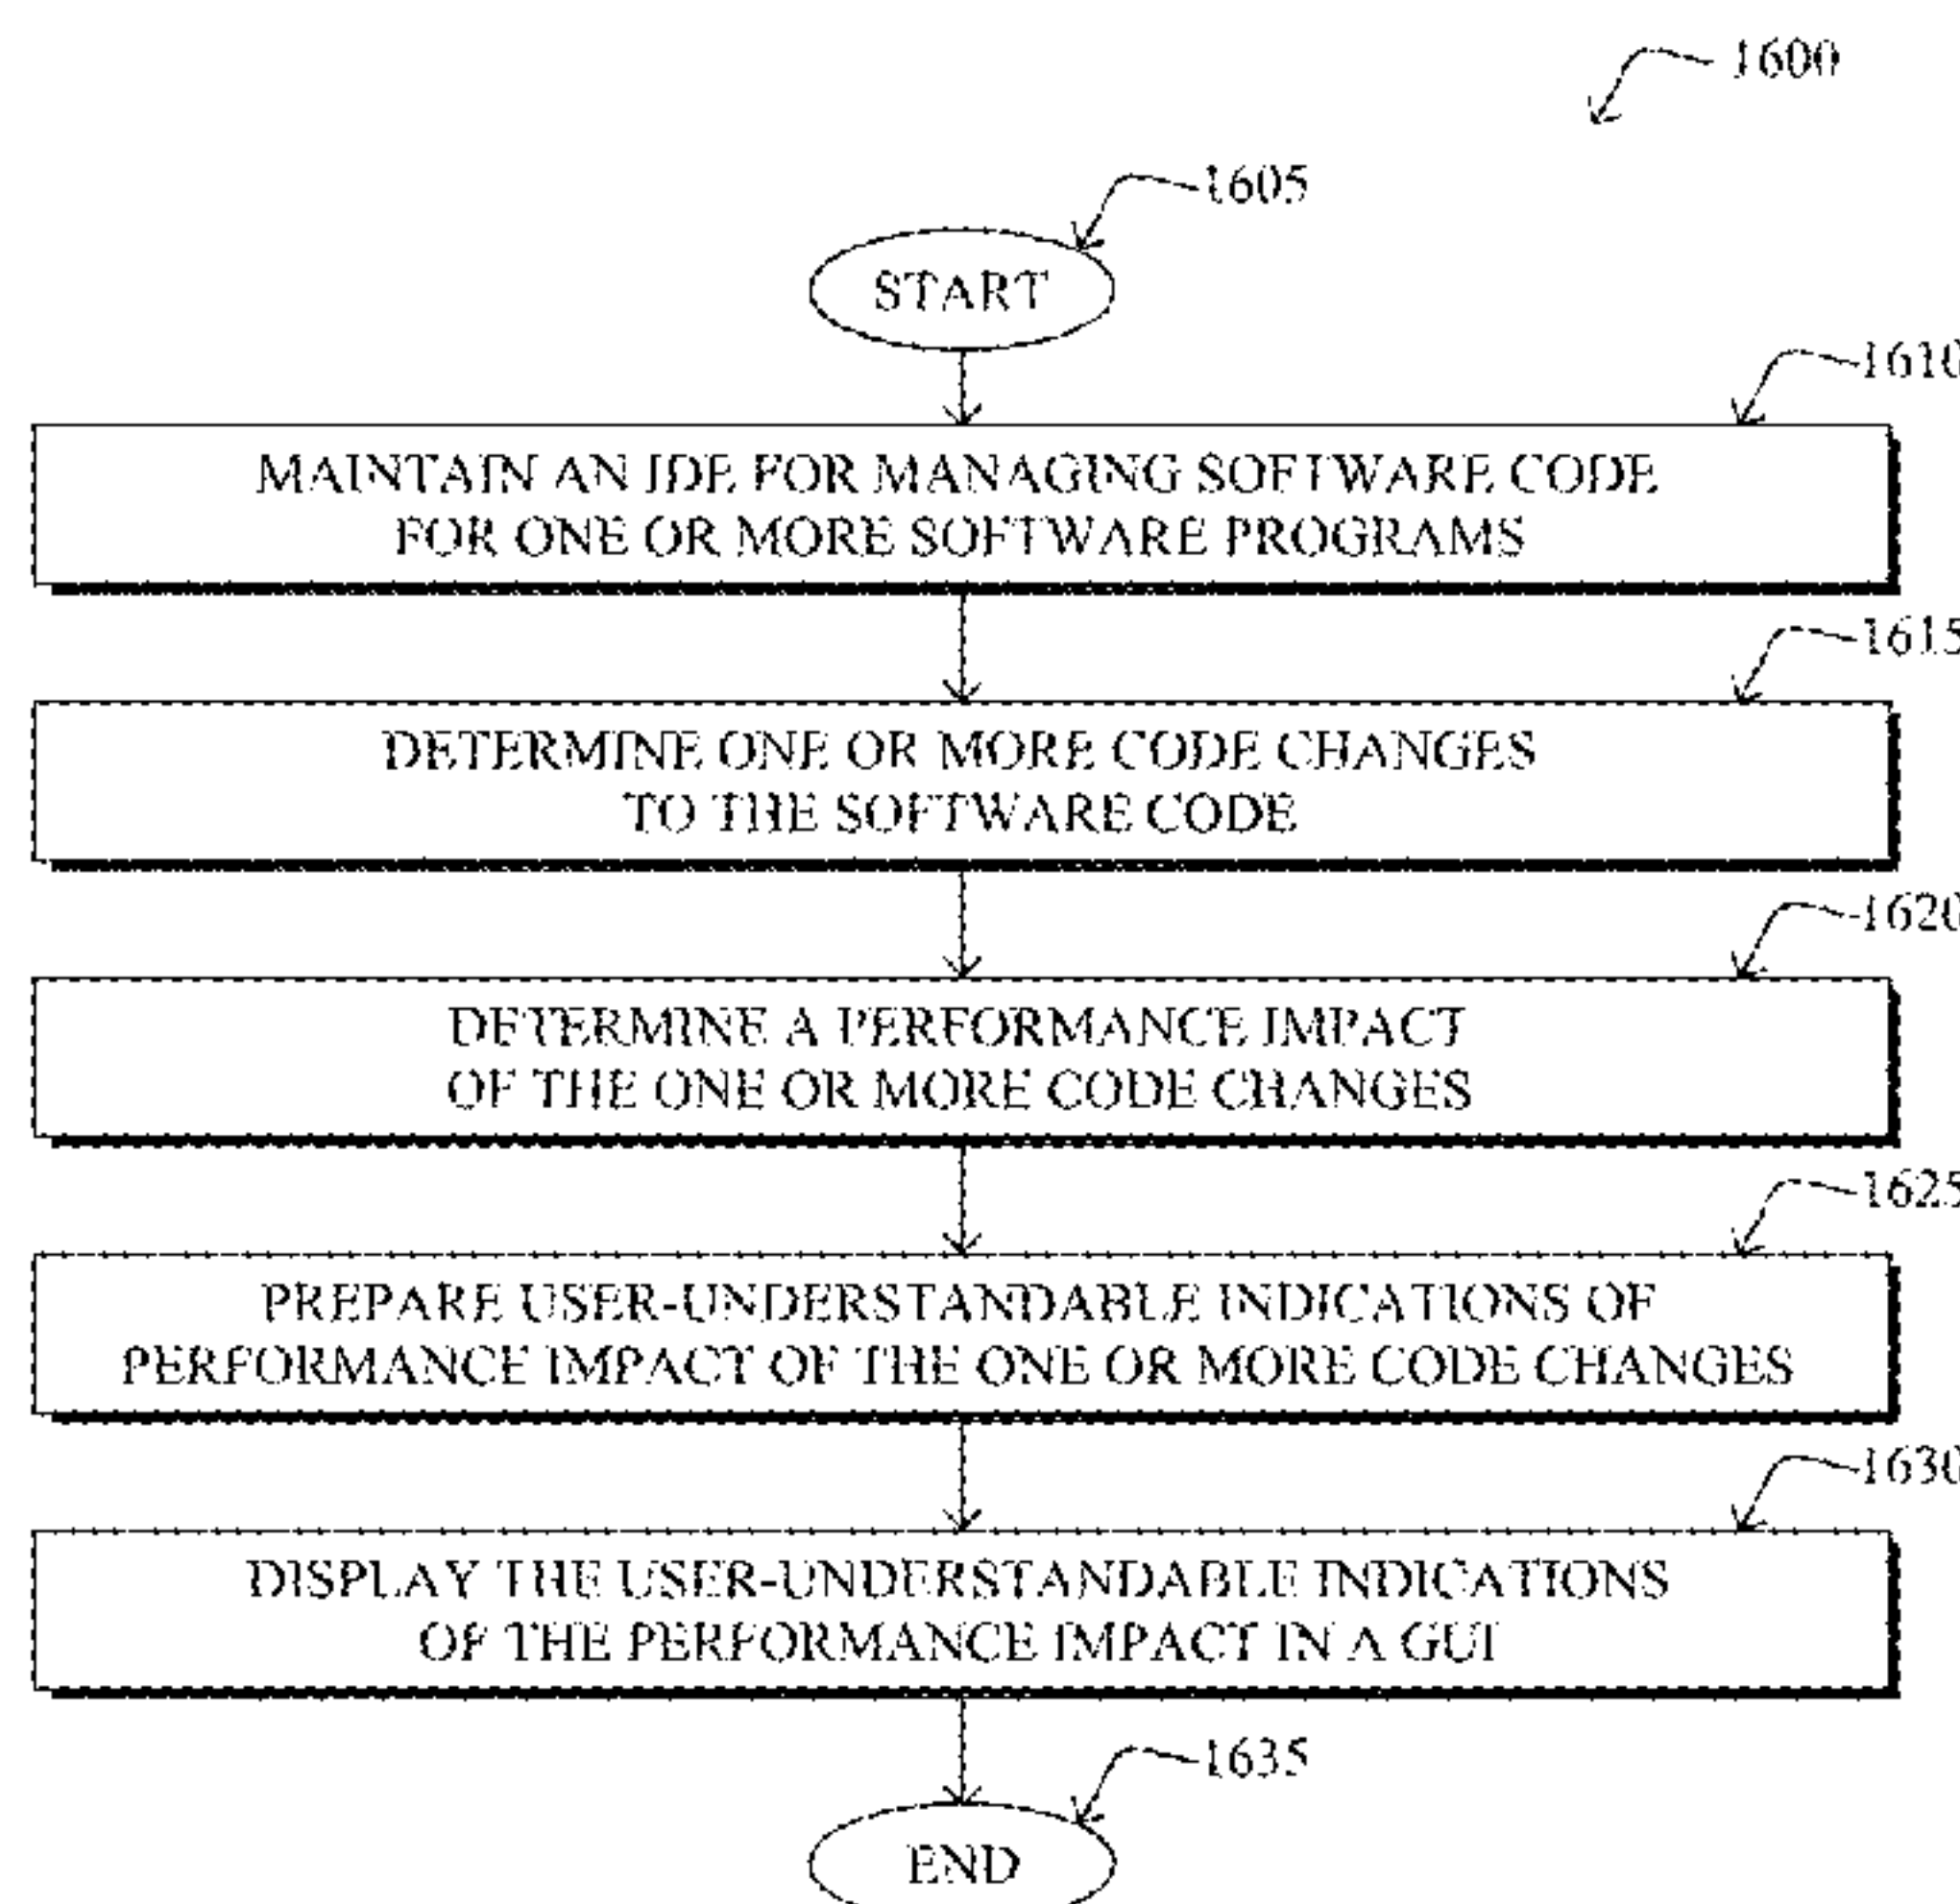 1600
1605
START
1610
MAINTAIN AN IDE FOR MANAGING SOFTWARE CODE
FOR ONE OR MORE SOFTWARE PROGRAMS
1615
DETERMINE ONE OR MORE CODE CHANGES
TO THE SOFTWARE CODE
1620
DETERMINE A PERFORMANCE IMPACT
OF THE ONE OR MORE CODE CHANGES
1625
PREPARE USER-UNDERSTANDABLE INDICATIONS OF
PERFORMANCE IMPACT OF THE ONE OR MORE CODE CHANGES
1630
DISPLAY THE USER-UNDERSTANDABLE INDICATIONS
OF THE PERFORMANCE IMPACT IN A GUI
1635
END